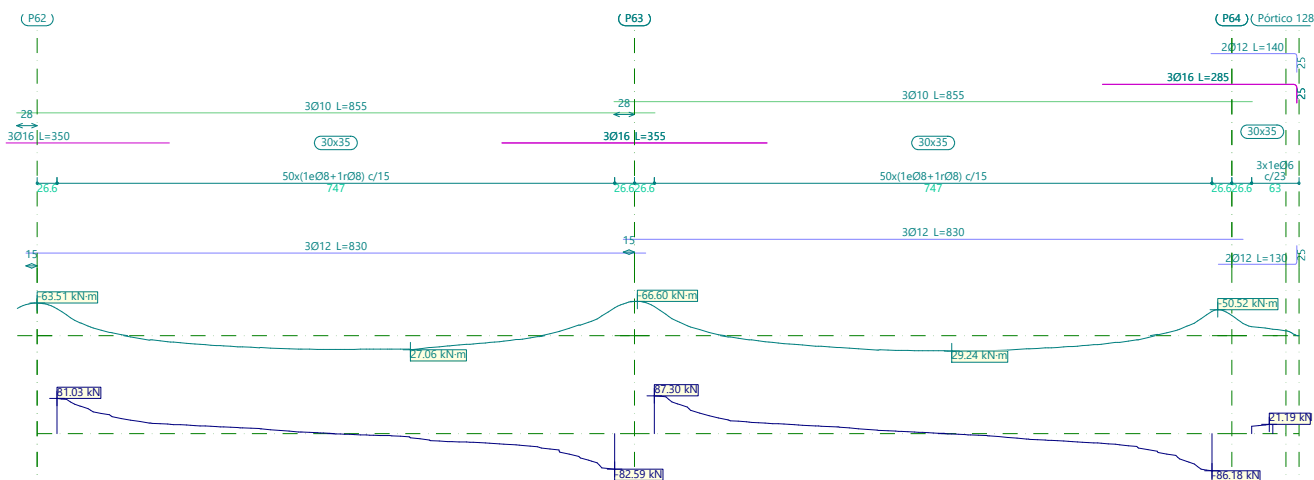 P62
P63
P64
Pórtico 128
2Ø12 L=140
25
3Ø16 L=285
25
3Ø10 L=855
28
3Ø10 L=855
28
3Ø16 L=350
30x35
3Ø16 L=355
30x35
30x35
50x(1eØ8+1rØ8) c/15
50x(1eØ8+1rØ8) c/15
3x1eØ6
c/23
26.6
747
26.6
26.6
747
26.6
26.6
63
3Ø12 L=830
15
3Ø12 L=830
15
2Ø12 L=130
25
-63.51 kN·m
-66.60 kN·m
-50.52 kN·m
27.06 kN·m
29.24 kN·m
81.03 kN
87.30 kN
21.19 kN
-82.59 kN
-86.18 kN